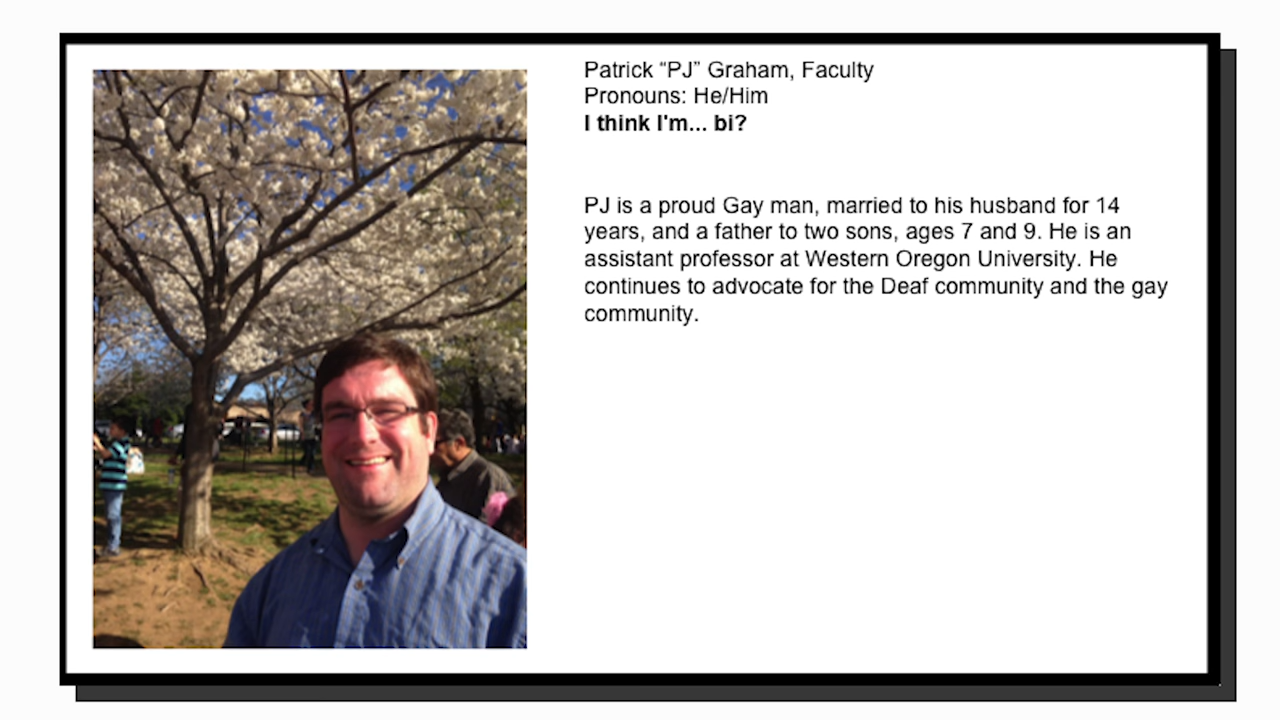 Patrick “PJ” Graham, Faculty
Pronouns: He/Him
I think I'm... bi?
PJ is a proud Gay man, married to his husband for 14
years, and a father to two sons, ages 7 and 9. He is an
assistant professor at Western Oregon University. He
continues to advocate for the Deaf community and the gay
community.